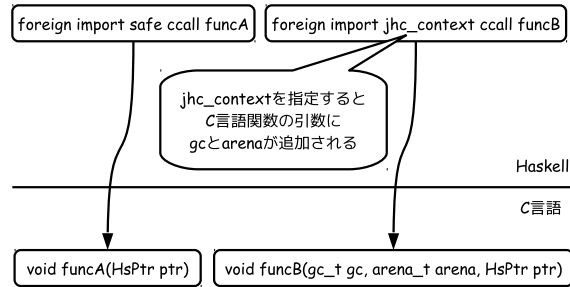 foreign import safe ccall funcA
foreign import jhc_context ccall funcB
jhc_contextを指定すると
C言語関数の引数に
gcとarenaが追加される
Haskell
C言語
void funcA(HsPtr ptr)
void funcB(gc_t gc, arena_t arena, HsPtr ptr)